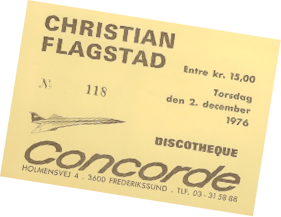 CHRISTIAN
FLAGSTAD
Entre kr. 15,00
№ 118
Torsdag
den 2. december
1976
DISCOTHEQUE
Concorde
HOLMENSVEJ 4 . 3600 FREDERIKSSUND . TLF. 03 - 31 58 88